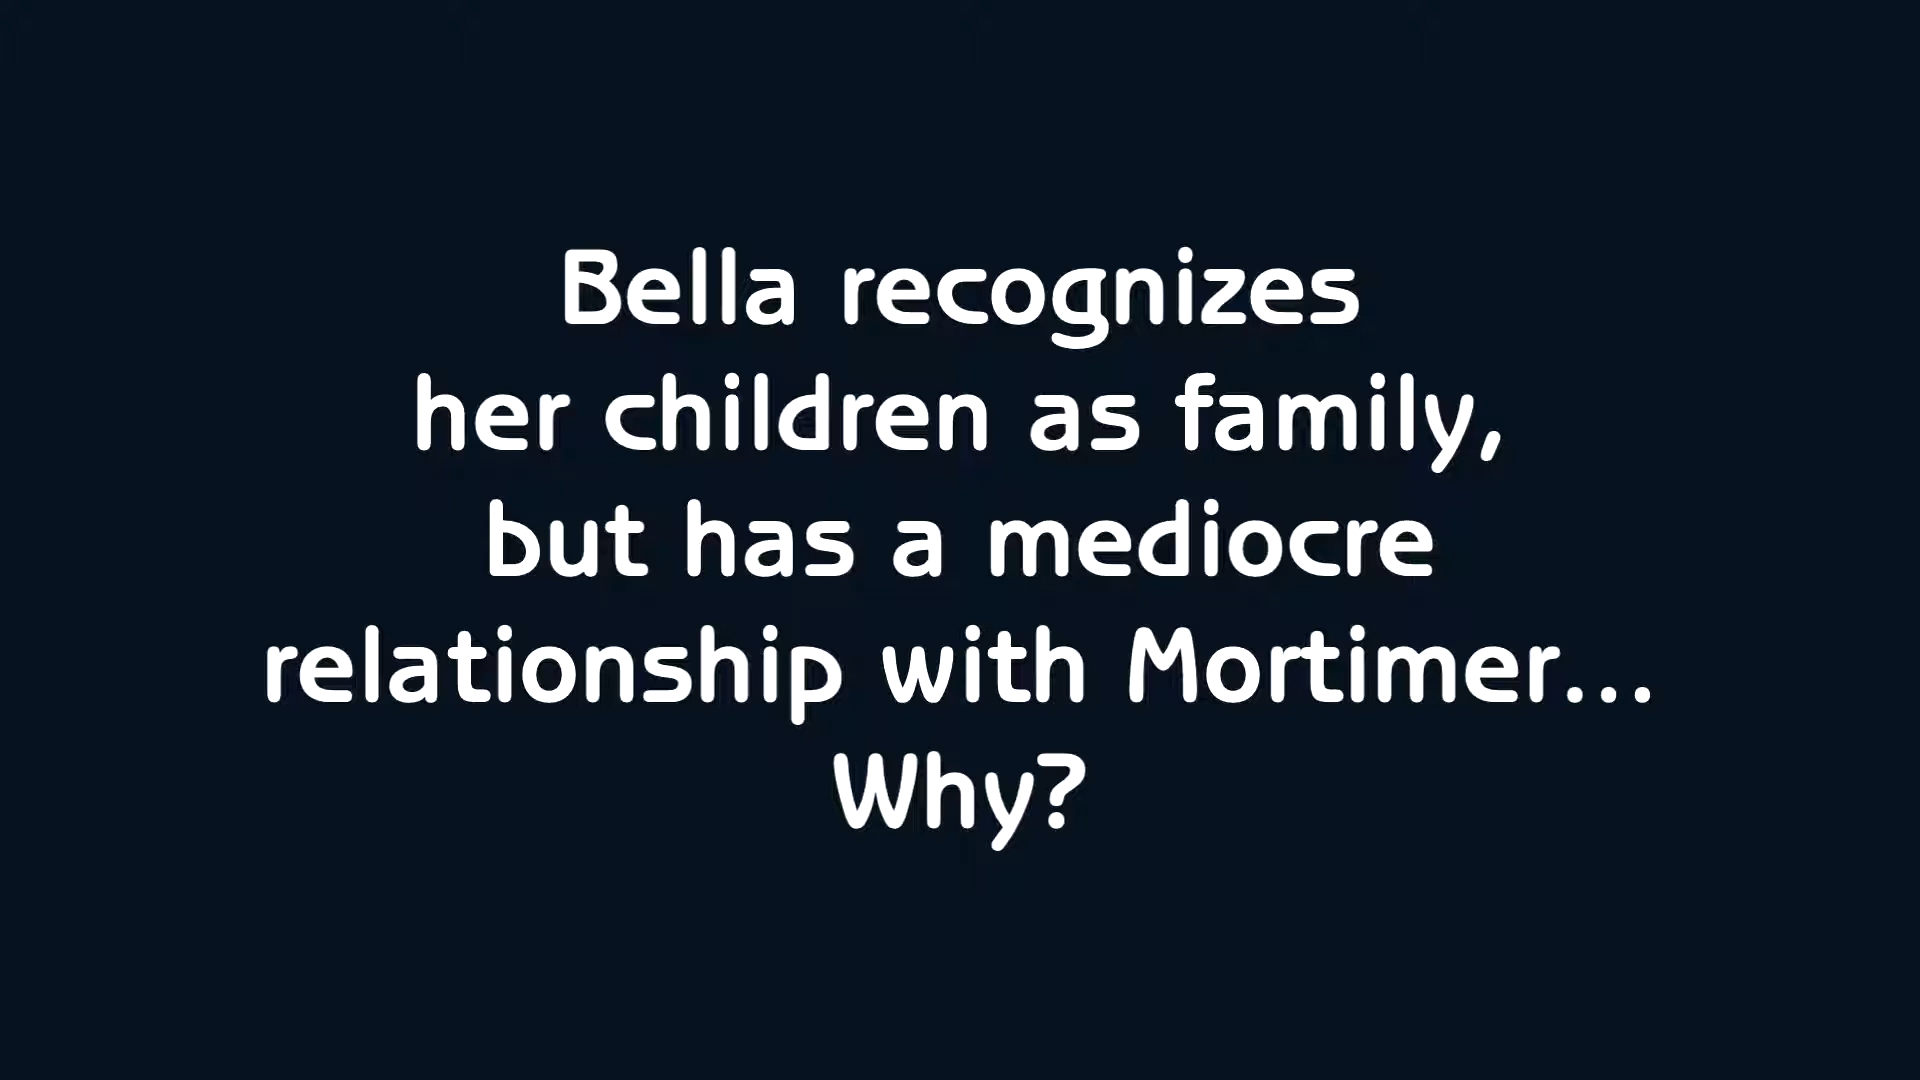 Bella recognizes
her children as family,
but has a mediocre
relationship with Mortimer...
Why?